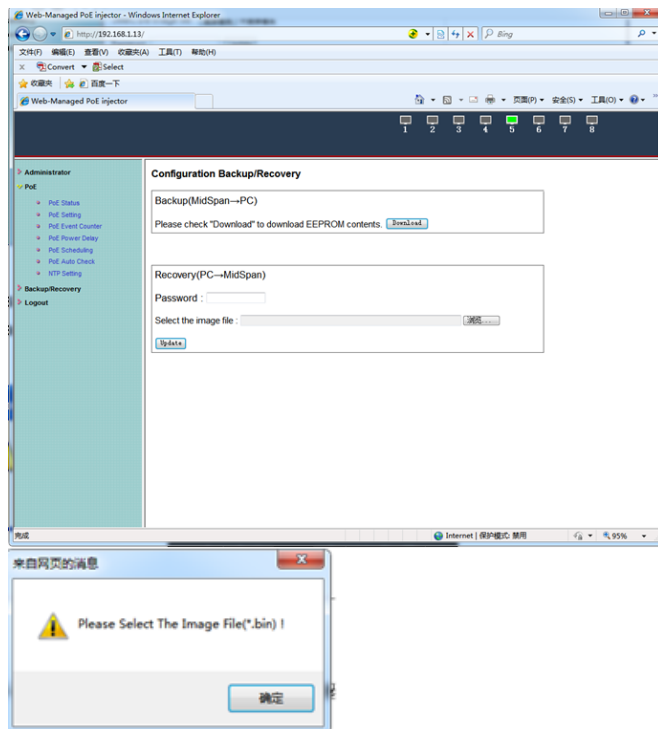 Web-Managed PoE injector - Windows Internet Explorer
http://192.168.1.13/
Bing
文件(F) 编辑(E) 查看(V) 收藏夹(A) 工具(T) 帮助(H)
x Convert Select
收藏夹 百度一下
Web-Managed PoE injector
页面(P) 安全(S) 工具(O)
1 2 3 4 5 6 7 8
Administrator
PoE
PoE Status
PoE Setting
PoE Event Counter
PoE Power Delay
PoE Scheduling
PoE Auto Check
NTP Setting
Backup/Recovery
Logout
Configuration Backup/Recovery
Backup(MidSpan→PC)
Please check "Download" to download EEPROM contents. Download
Recovery(PC→MidSpan)
Password :
Select the image file : 浏览...
Update
完成
Internet | 保护模式: 禁用
95%
来自网页的消息
Please Select The Image File(*.bin) !
确定